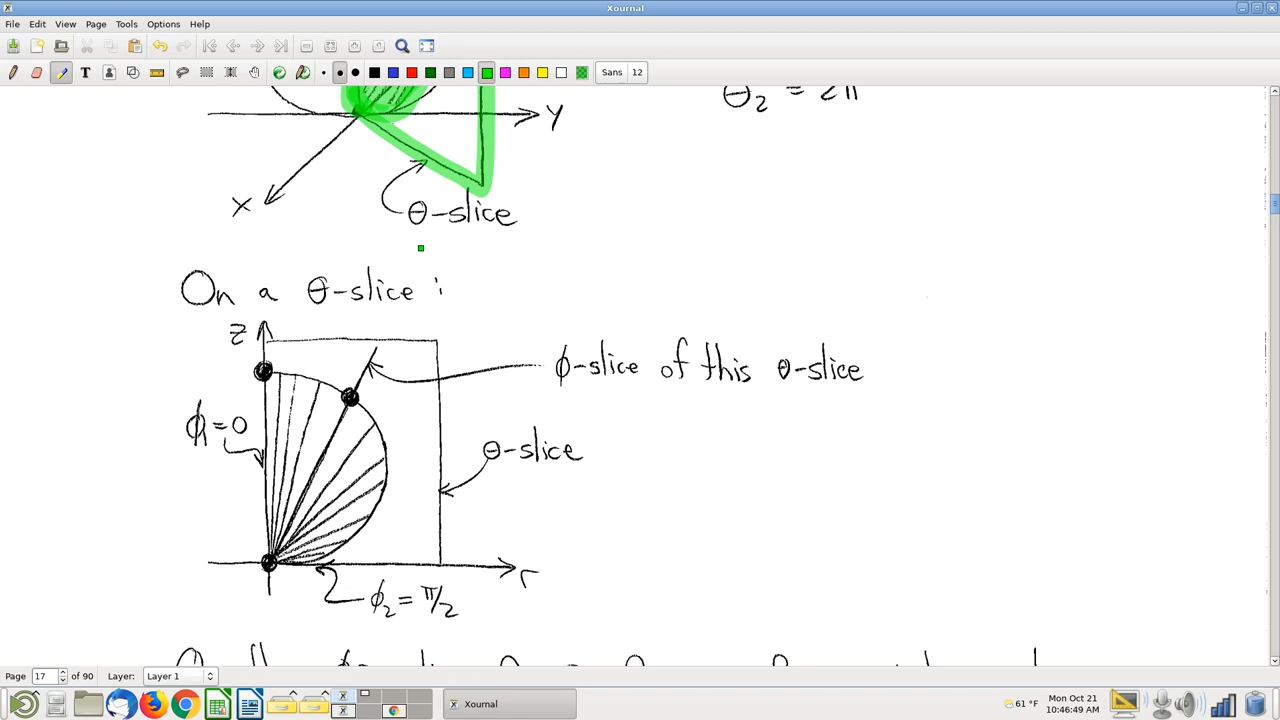 Xournal
File Edit View Page Tools Options Help
Sans 12
θ₂ = 2π
Y
X
θ-slice
On a θ-slice :
Z
ϕ-slice of this θ-slice
ϕ₁=0
θ-slice
r
ϕ₂ = π/2
Page 17 of 90 Layer: Layer 1
Xournal
61 °F
Mon Oct 21
10:46:49 AM